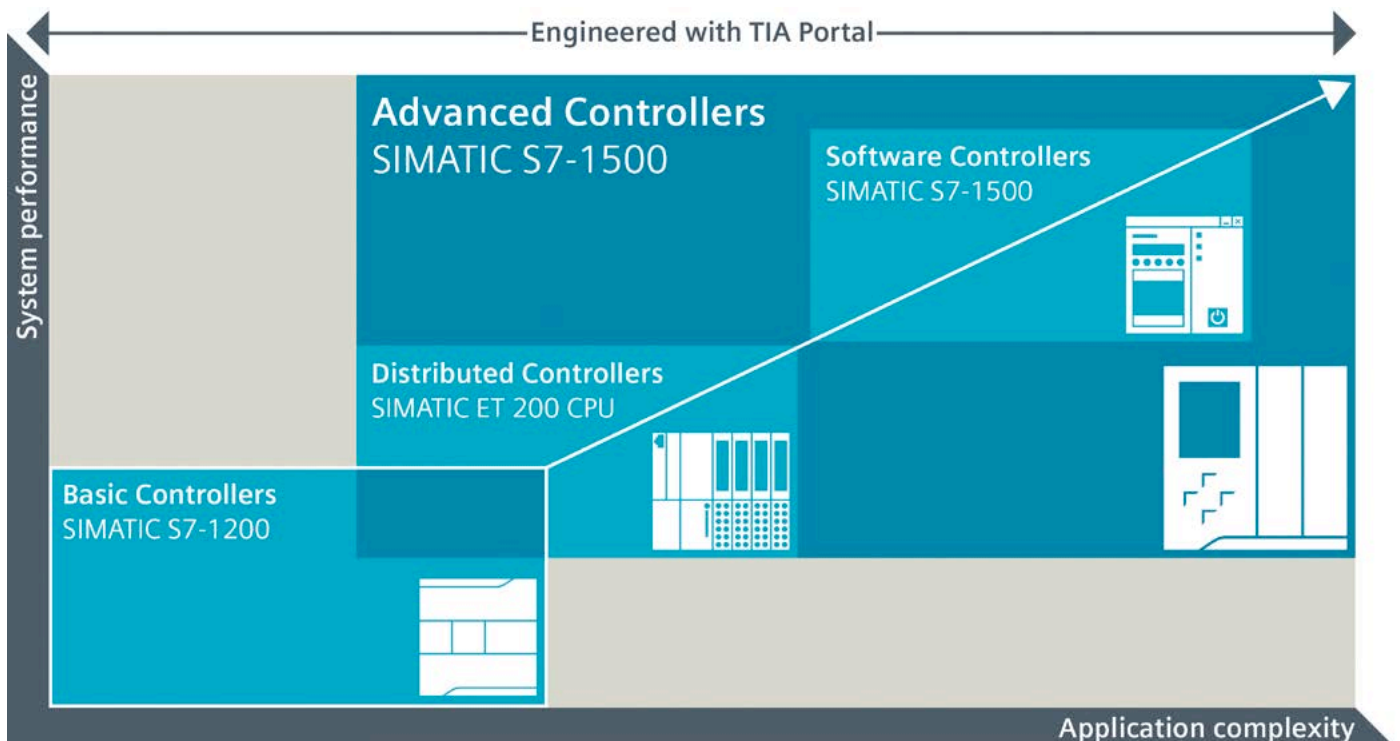 Engineered with TIA Portal
System performance
Advanced Controllers
SIMATIC S7-1500
Software Controllers
SIMATIC S7-1500
Distributed Controllers
SIMATIC ET 200 CPU
Basic Controllers
SIMATIC S7-1200
Application complexity